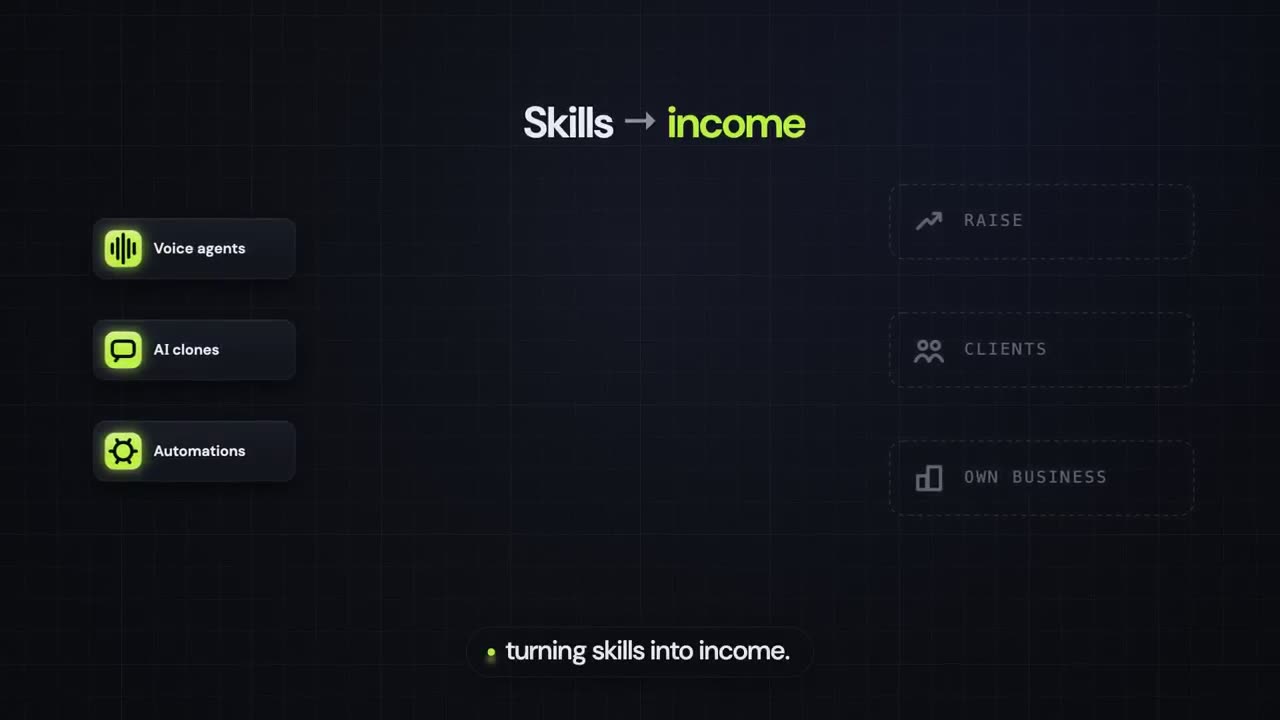 Skills → income
Voice agents
AI clones
Automations
RAISE
CLIENTS
OWN BUSINESS
turning skills into income.